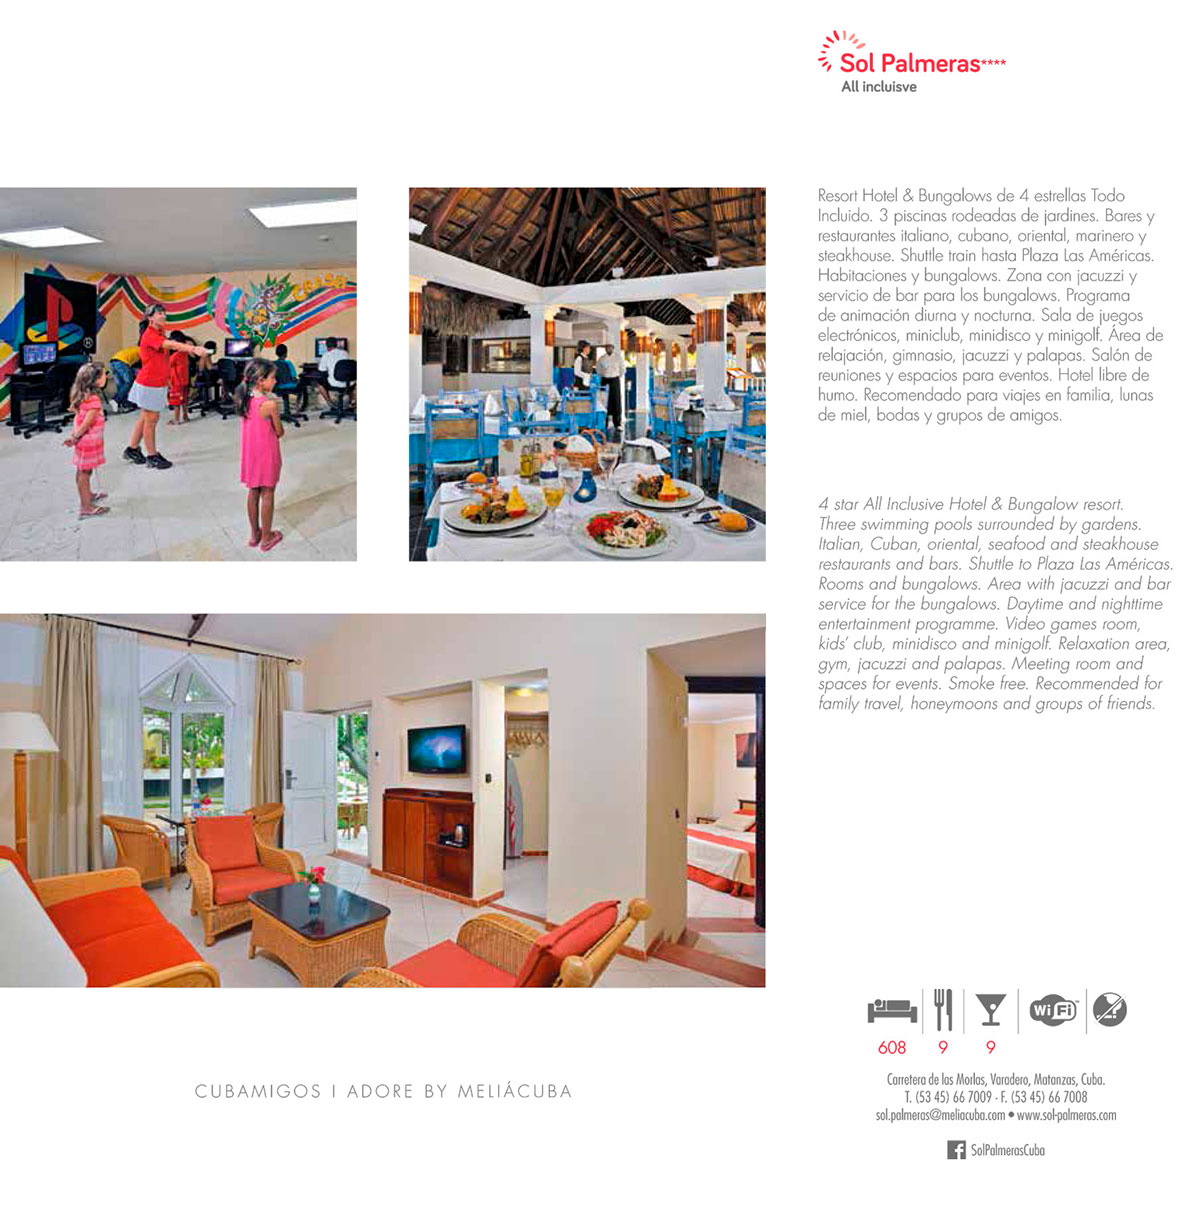 Sol Palmeras****
All incluisve
Resort Hotel & Bungalows de 4 estrellas Todo
Incluido. 3 piscinas rodeadas de jardines. Bares y
restaurantes italiano, cubano, oriental, marinero y
steakhouse. Shuttle train hasta Plaza Las Américas.
Habitaciones y bungalows. Zona con jacuzzi y
servicio de bar para los bungalows. Programa
de animación diurna y nocturna. Sala de juegos
electrónicos, miniclub, minidisco y minigolf. Área de
relajación, gimnasio, jacuzzi y palapas. Salón de
reuniones y espacios para eventos. Hotel libre de
humo. Recomendado para viajes en familia, lunas
de miel, bodas y grupos de amigos.
4 star All Inclusive Hotel & Bungalow resort.
Three swimming pools surrounded by gardens.
Italian, Cuban, oriental, seafood and steakhouse
restaurants and bars. Shuttle to Plaza Las Américas.
Rooms and bungalows. Area with jacuzzi and bar
service for the bungalows. Daytime and nighttime
entertainment programme. Video games room,
kids' club, minidisco and minigolf. Relaxation area,
gym, jacuzzi and palapas. Meeting room and
spaces for events. Smoke free. Recommended for
family travel, honeymoons and groups of friends.
Wi Fi
608 9 9
Carretera de las Morlas, Varadero, Matanzas, Cuba.
T. (53 45) 66 7009 - F. (53 45) 66 7008
sol.palmeras@meliacuba.com • www.sol-palmeras.com
SolPalmerasCuba
CUBAMIGOS I ADORE BY MELIÁCUBA